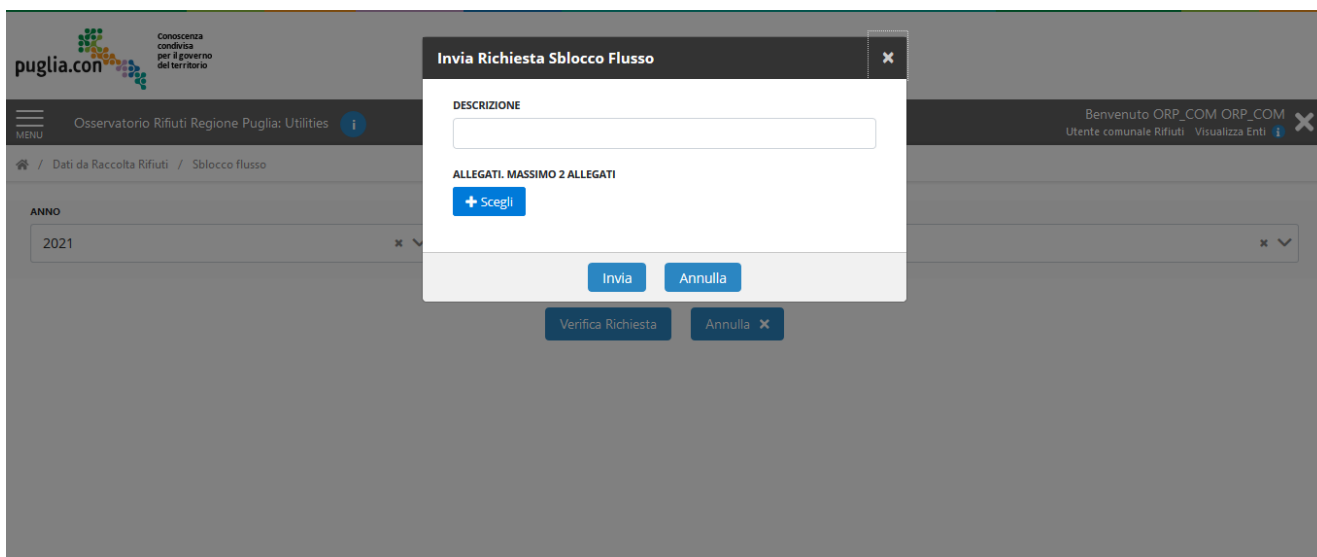 puglia.con
Conoscenza
condivisa
per il governo
del territorio
Invia Richiesta Sblocco Flusso
DESCRIZIONE
ALLEGATI. MASSIMO 2 ALLEGATI
Scegli
Invia Annulla
MENU
Osservatorio Rifiuti Regione Puglia: Utilities i
Benvenuto ORP_COM ORP_COM
Utente comunale Rifiuti Visualizza Enti i
/ Dati da Raccolta Rifiuti / Sblocco flusso
ANNO
2021
Verifica Richiesta Annulla